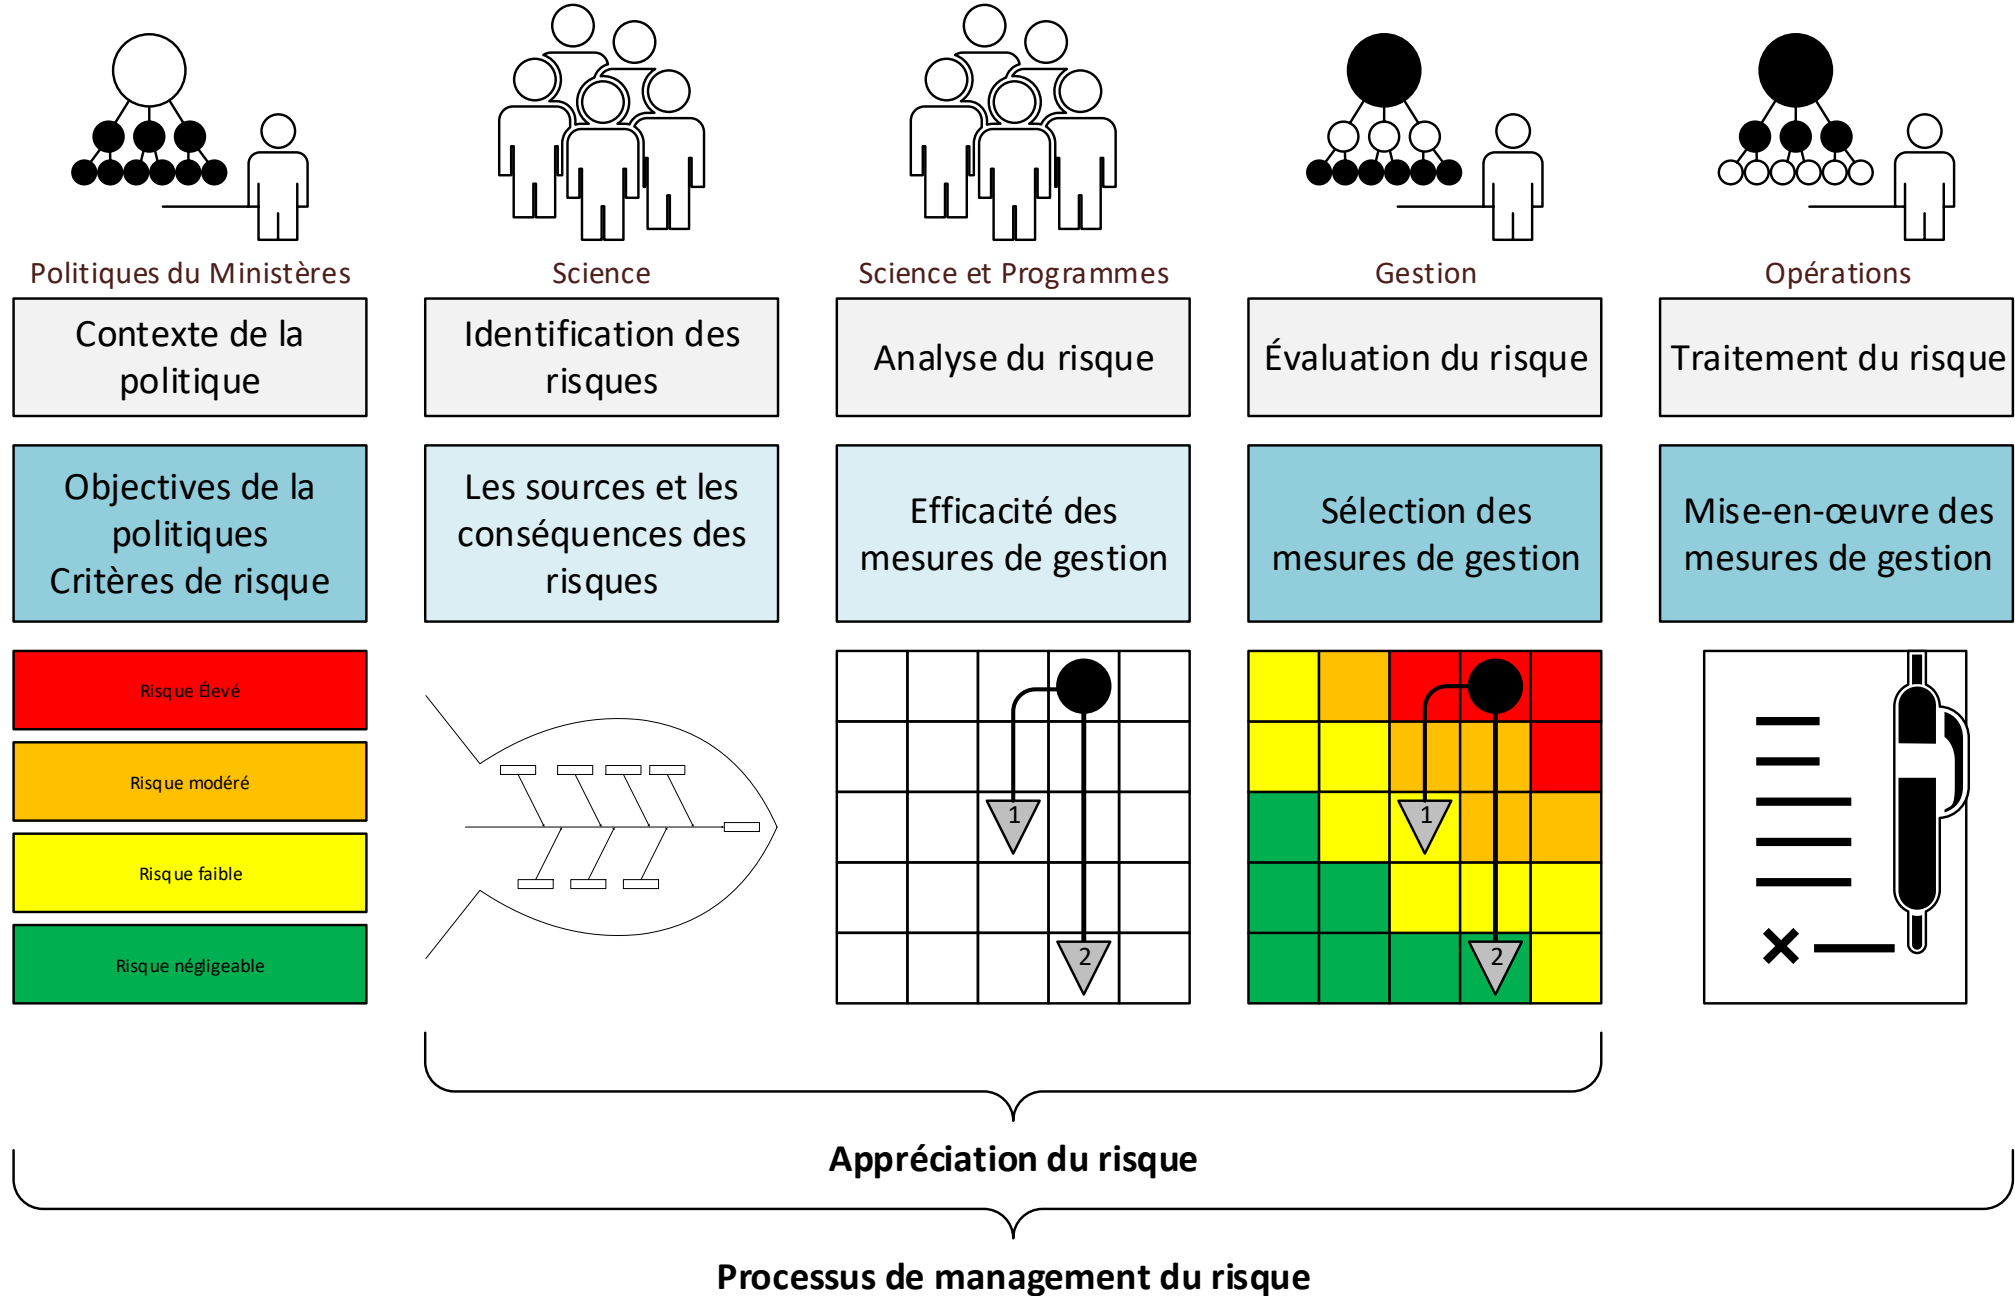 Politiques du Ministères
Science
Science et Programmes
Gestion
Opérations
Contexte de la
politique
Identification des
risques
Analyse du risque
Évaluation du risque
Traitement du risque
Objectives de la
politiques
Critères de risque
Les sources et les
conséquences des
risques
Efficacité des
mesures de gestion
Sélection des
mesures de gestion
Mise-en-œuvre des
mesures de gestion
Risque Élevé
Risque modéré
Risque faible
Risque négligeable
1
2
1
2
Appréciation du risque
Processus de management du risque